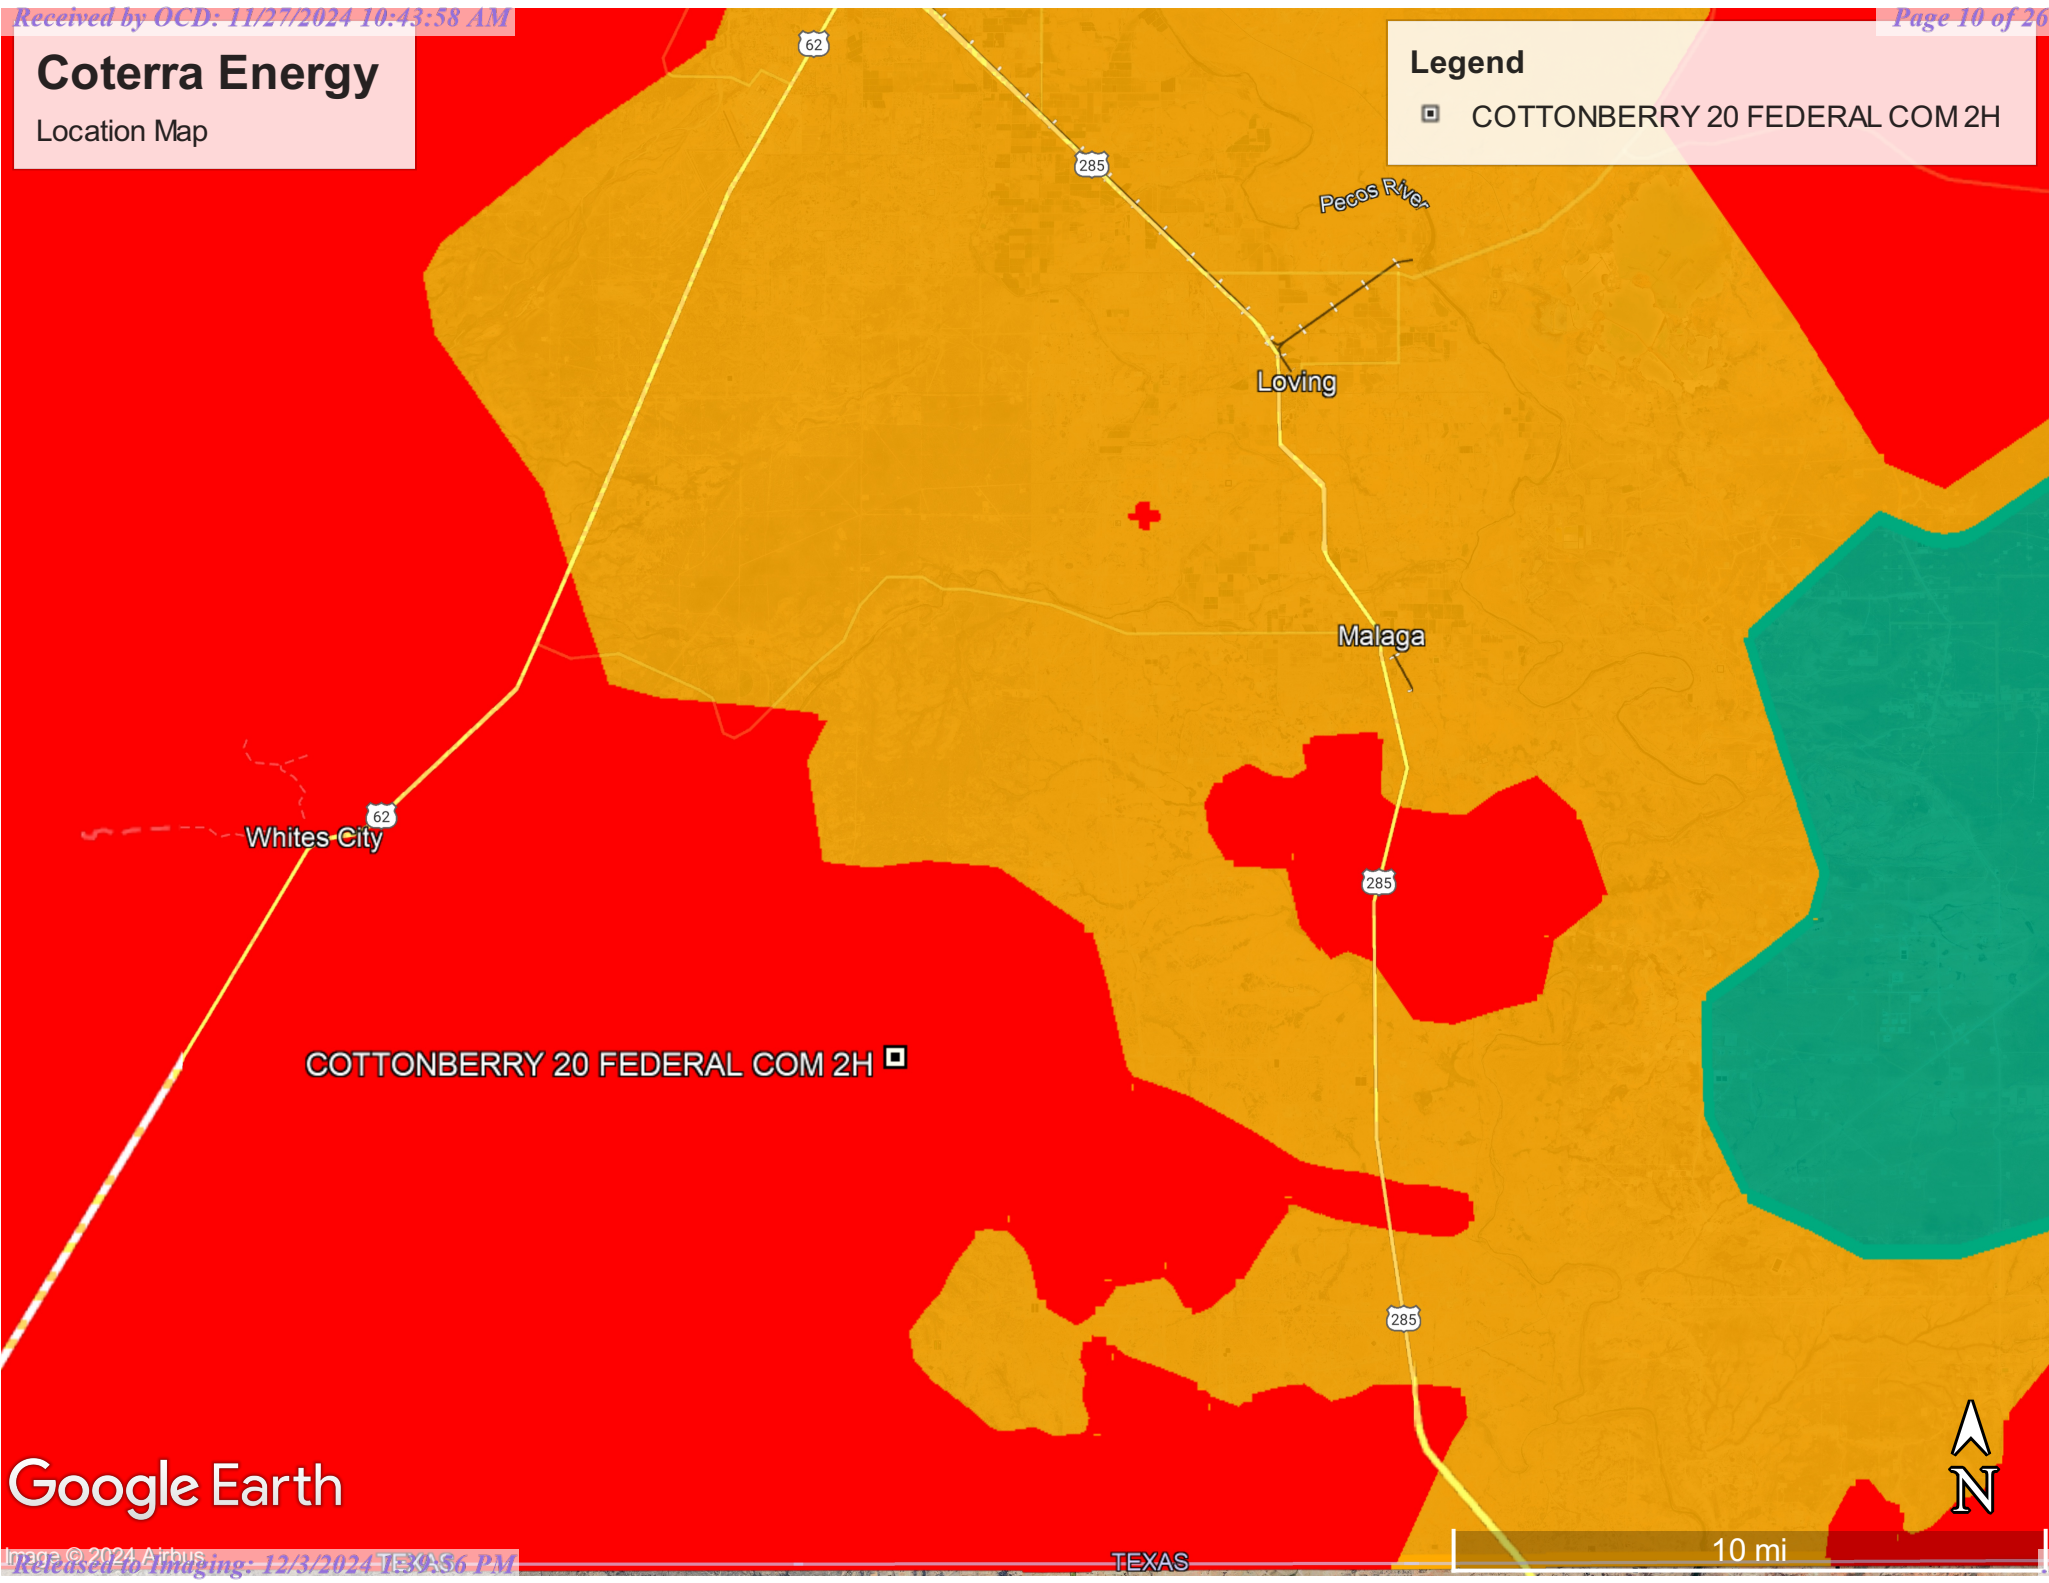 Received by OCD: 11/27/2024 10:43:58 AM
Page 10 of 26
Coterra Energy
Location Map
Legend
COTTONBERRY 20 FEDERAL COM 2H
62
285
Pecos River
Loving
Malaga
62
Whites City
285
COTTONBERRY 20 FEDERAL COM 2H
285
N
Google Earth
10 mi
Image © 2024 Airbus
Released to Imaging: 12/3/2024 1:39:56 PM
TEXAS
TEXAS